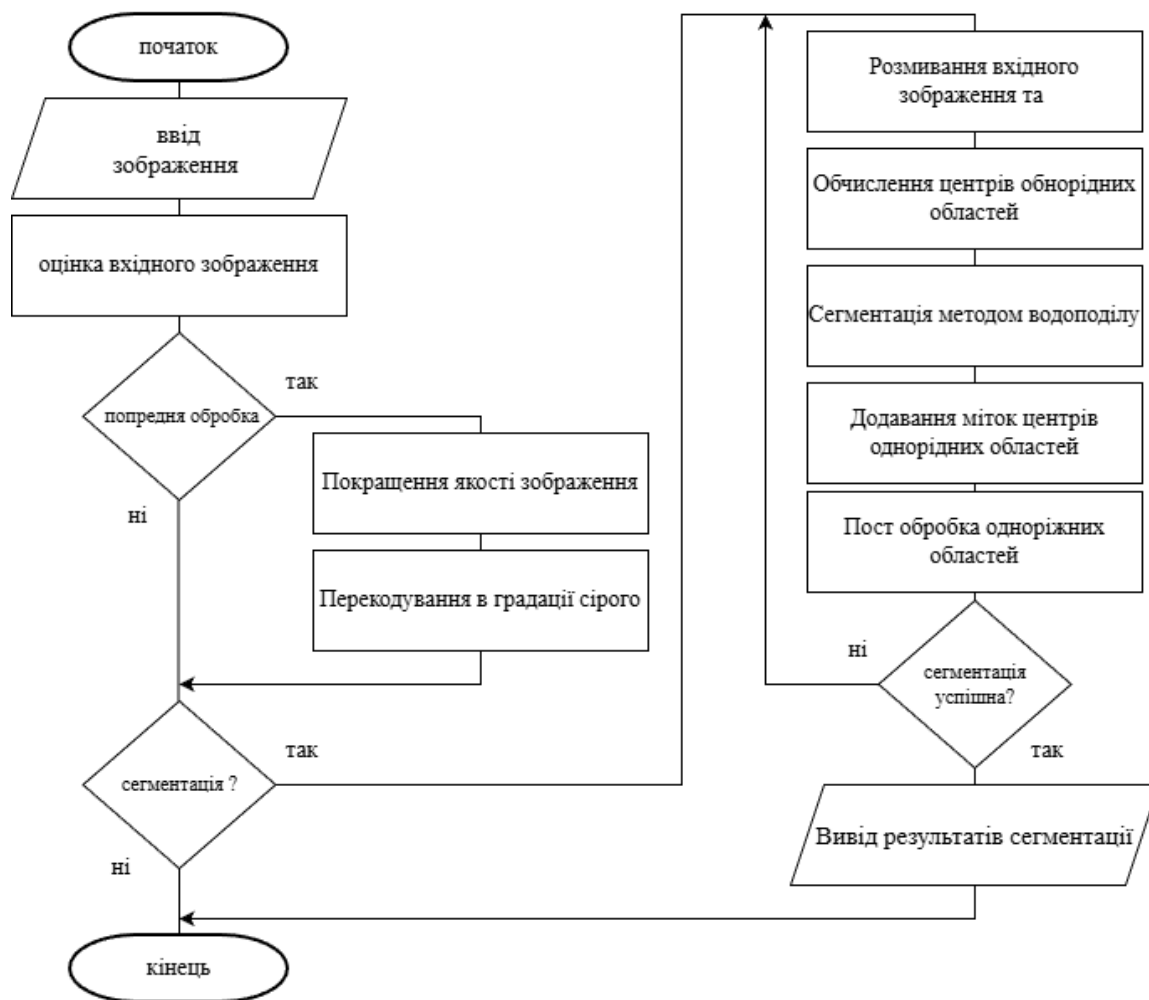 початок
ввід
зображення
оцінка вхідного зображення
попредня обробка
так
ні
Покращення якості зображення
Перекодування в градації сірого
сегментація ?
так
ні
кінець
Розмивання вхідного
зображення та
Обчислення центрів обнорідних
областей
Сегментація методом водоподілу
Додавання міток центрів
однорідних областей
Пост обробка одноріжних
областей
ні
сегментація
успішна?
так
Вивід результатів сегментації